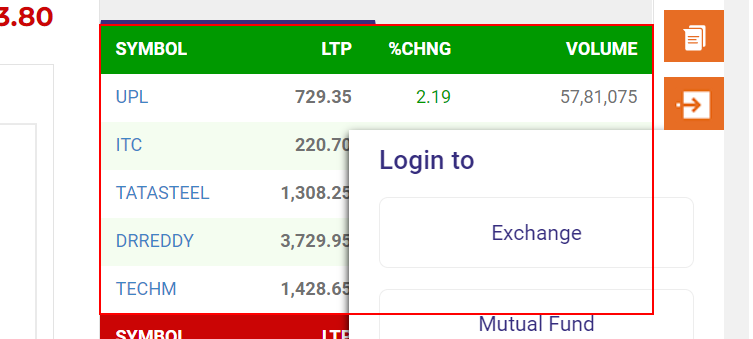 3.80
SYMBOL LTP %CHNG VOLUME
UPL 729.35 2.19 57,81,075
ITC 220.70
TATASTEEL 1,308.25
DRREDDY 3,729.95
TECHM 1,428.65
SYMBOL LTP
Login to
Exchange
Mutual Fund